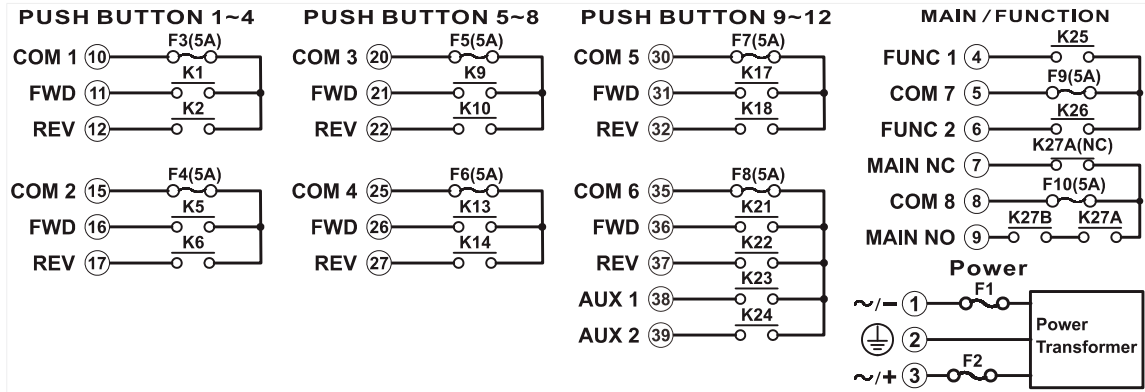 PUSH BUTTON 1~4
COM 1 10 F3(5A)
FWD 11 K1
REV 12 K2
COM 2 15 F4(5A)
FWD 16 K5
REV 17 K6
PUSH BUTTON 5~8
COM 3 20 F5(5A)
FWD 21 K9
REV 22 K10
COM 4 25 F6(5A)
FWD 26 K13
REV 27 K14
PUSH BUTTON 9~12
COM 5 30 F7(5A)
FWD 31 K17
REV 32 K18
COM 6 35 F8(5A)
FWD 36 K21
REV 37 K22
AUX 1 38 K23
AUX 2 39 K24
MAIN / FUNCTION
FUNC 1 4 K25
COM 7 5 F9(5A)
FUNC 2 6 K26
MAIN NC 7 K27A(NC)
COM 8 8 F10(5A)
MAIN NO 9 K27B K27A
Power
~/− 1 F1
2
~/+ 3 F2
Power
Transformer